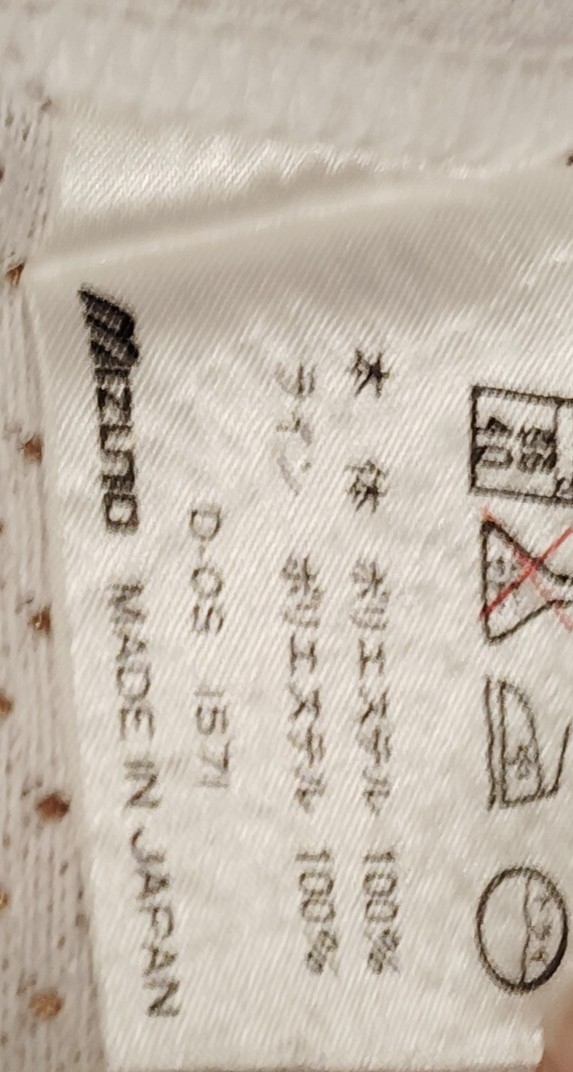 40
本体 ポリエステル 100%
ライン ポリエステル 100%
D-OS 1571
MIZUNO MADE IN JAPAN